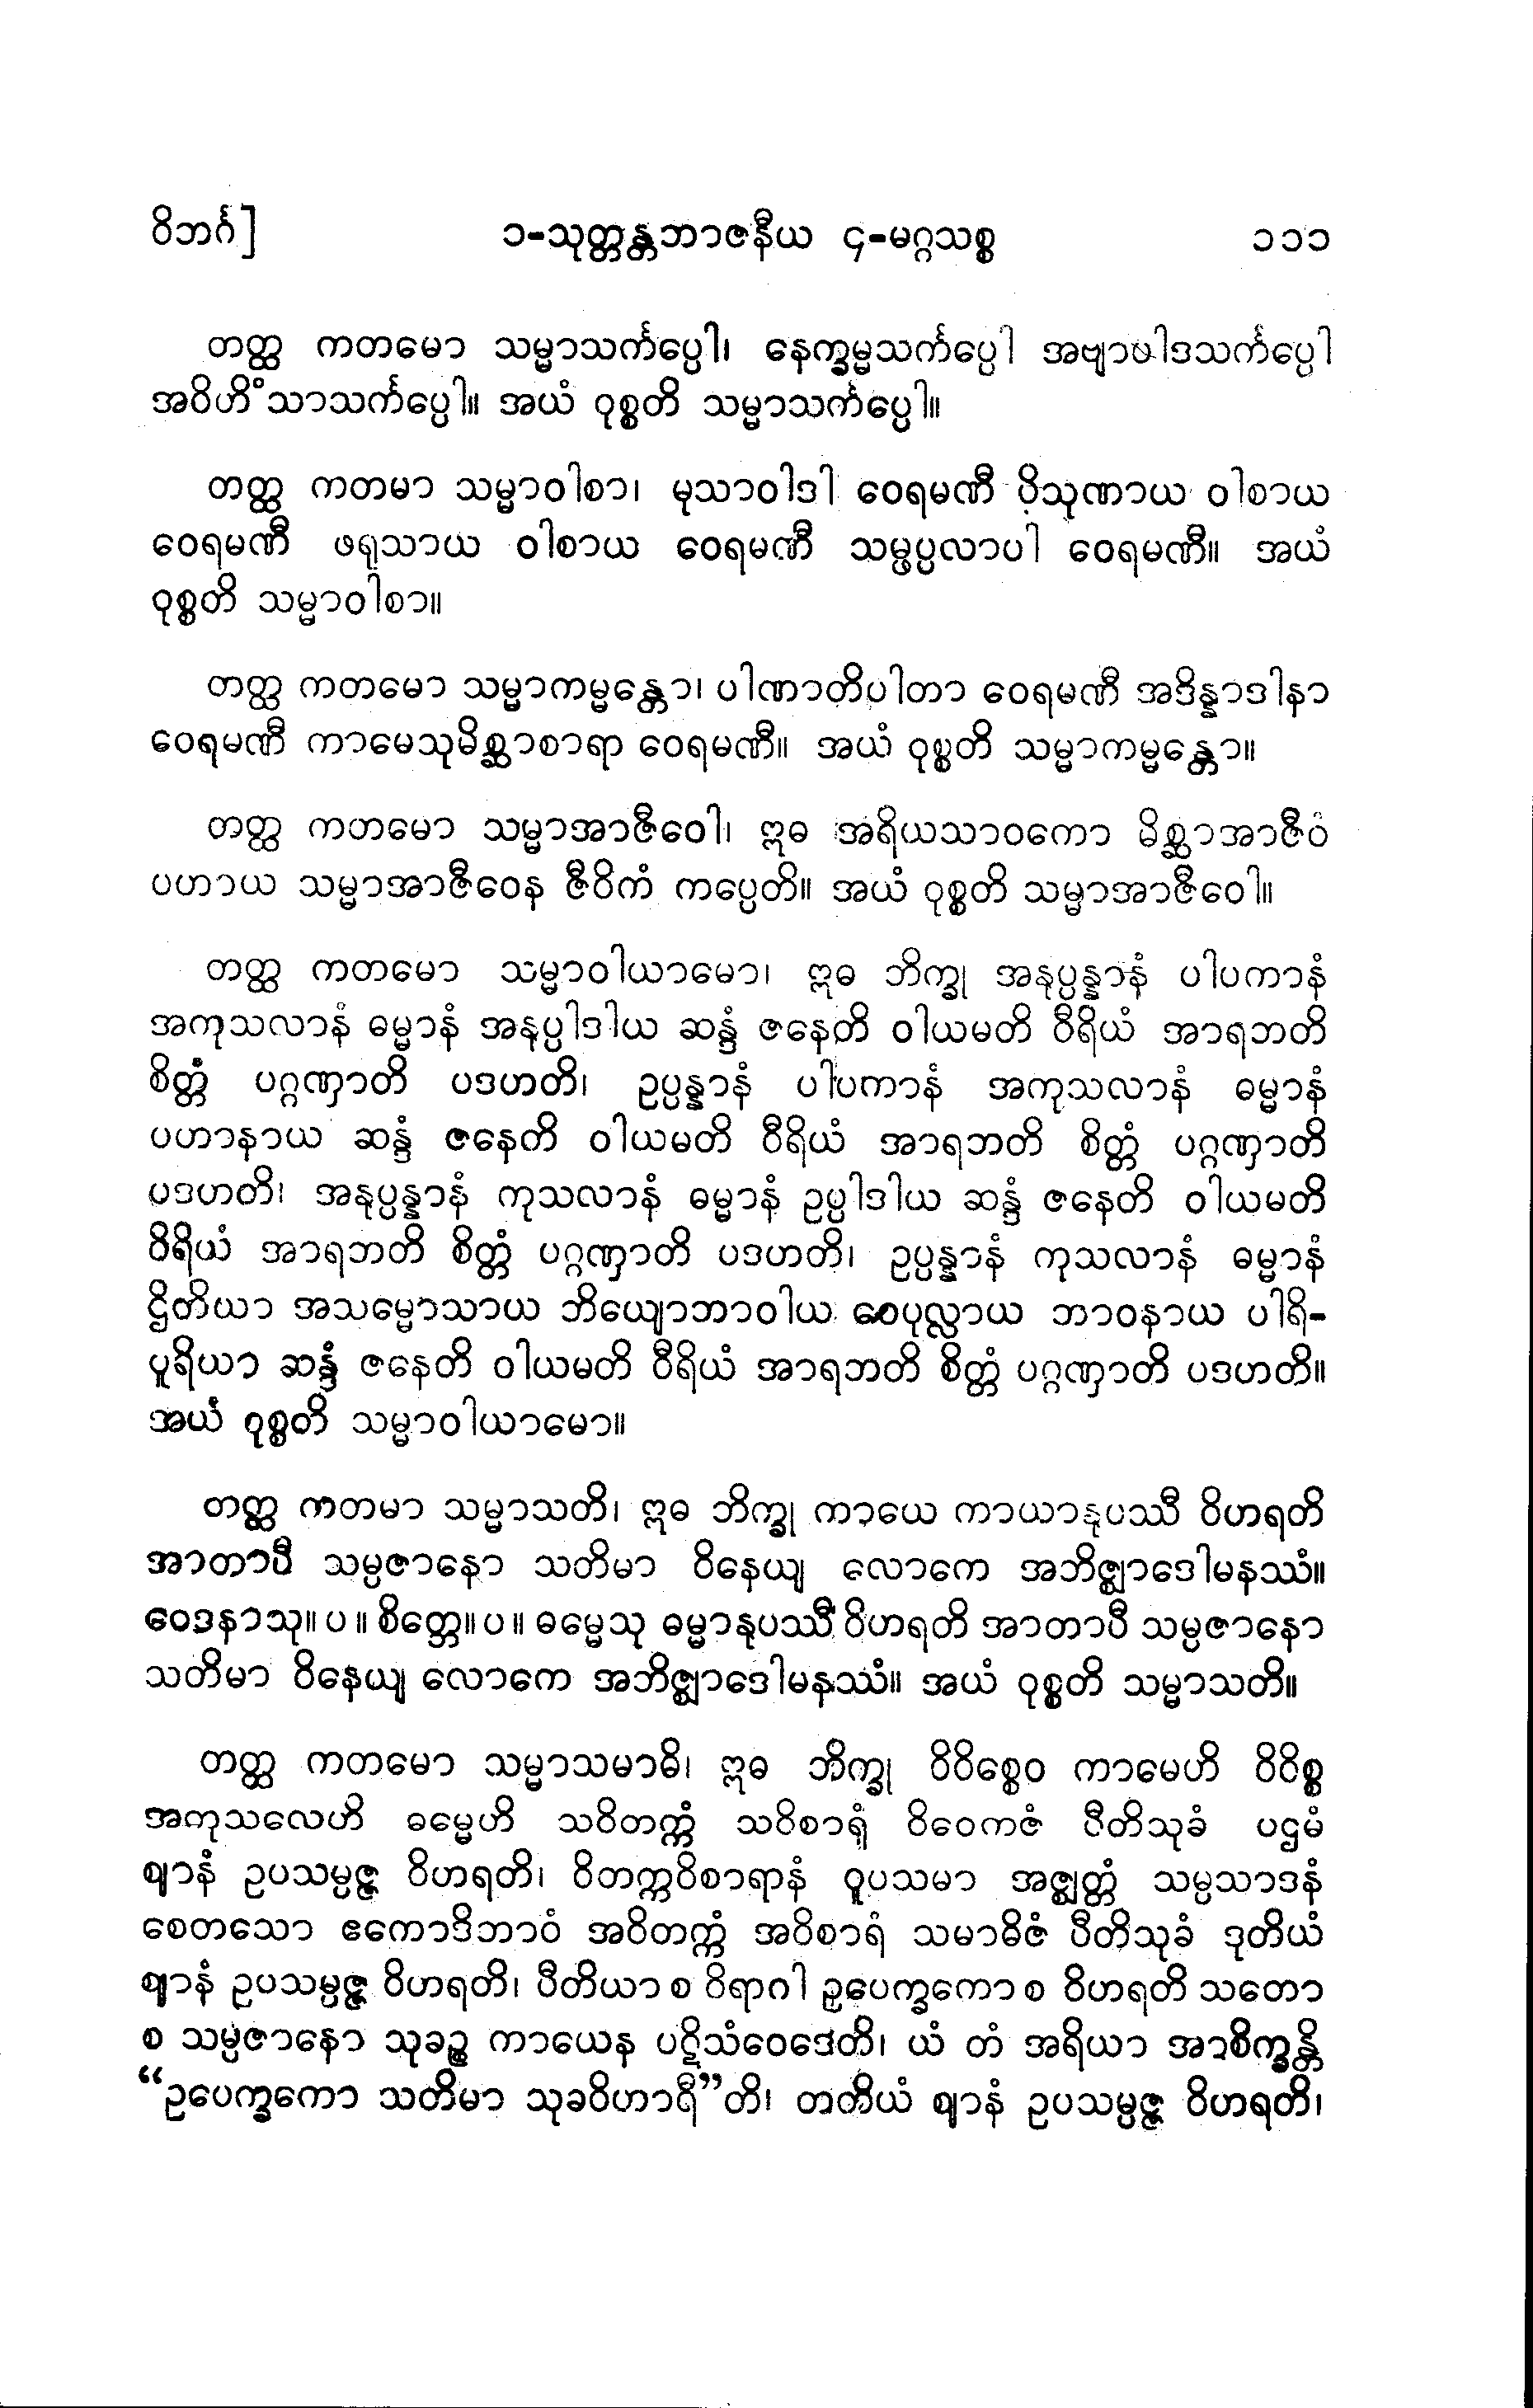 ဝိဘင်္ဂ]	၁-သုတ္တန္တဘာဇနီယ ၄-မဂ္ဂသစ္စ	၁၁၁
တတ္ထ ကတမော သမ္မာသင်္ကပ္ပေါ၊ နေက္ခမ္မသင်္ကပ္ပေါ အဗျာပါဒသင်္ကပ္ပေါ
အဝိဟိံသာသင်္ကပ္ပေါ။ အယံ ဝုစ္စတိ သမ္မာသင်္ကပ္ပေါ။
တတ္ထ ကတမာ သမ္မာဝါစာ၊ မုသာဝါဒါ ဝေရမဏီ ပိသုဏာယ ဝါစာယ
ဝေရမဏီ ဖရုသာယ ဝါစာယ ဝေရမဏီ သမ္ဖပ္ပလာပါ ဝေရမဏီ။ အယံ
ဝုစ္စတိ သမ္မာဝါစာ။
တတ္ထ ကတမော သမ္မာကမ္မန္တော၊ ပါဏာတိပါတာ ဝေရမဏီ အဒိန္နာဒါနာ
ဝေရမဏီ ကာမေသုမိစ္ဆာစာရာ ဝေရမဏီ။ အယံ ဝုစ္စတိ သမ္မာကမ္မန္တော။
တတ္ထ ကတမော သမ္မာအာဇီဝေါ၊ ဣဓ အရိယသာဝကော မိစ္ဆာအာဇီဝံ
ပဟာယ သမ္မာအာဇီဝေန ဇီဝိကံ ကပ္ပေတိ။ အယံ ဝုစ္စတိ သမ္မာအာဇီဝေါ။
တတ္ထ ကတမော သမ္မာဝါယာမော၊ ဣဓ ဘိက္ခု အနုပ္ပန္နာနံ ပါပကာနံ
အကုသလာနံ ဓမ္မာနံ အနုပ္ပါဒါယ ဆန္ဒံ ဇနေတိ ဝါယမတိ ဝီရိယံ အာရဘတိ
စိတ္တံ ပဂ္ဂဏှာတိ ပဒဟတိ၊ ဥပ္ပန္နာနံ ပါပကာနံ အကုသလာနံ ဓမ္မာနံ
ပဟာနာယ ဆန္ဒံ ဇနေတိ ဝါယမတိ ဝီရိယံ အာရဘတိ စိတ္တံ ပဂ္ဂဏှာတိ
ပဒဟတိ၊ အနုပ္ပန္နာနံ ကုသလာနံ ဓမ္မာနံ ဥပ္ပါဒါယ ဆန္ဒံ ဇနေတိ ဝါယမတိ
ဝီရိယံ အာရဘတိ စိတ္တံ ပဂ္ဂဏှာတိ ပဒဟတိ၊ ဥပ္ပန္နာနံ ကုသလာနံ ဓမ္မာနံ
ဌိတိယာ အသမ္မောသာယ ဘိယျောဘာဝါယ ဝေပုလ္လာယ ဘာဝနာယ ပါရိ-
ပူရိယာ ဆန္ဒံ ဇနေတိ ဝါယမတိ ဝီရိယံ အာရဘတိ စိတ္တံ ပဂ္ဂဏှာတိ ပဒဟတိ။
အယံ ဝုစ္စတိ သမ္မာဝါယာမော။
တတ္ထ ကတမာ သမ္မာသတိ၊ ဣဓ ဘိက္ခု ကာယေ ကာယာနုပဿီ ဝိဟရတိ
အာတာပီ သမ္ပဇာနော သတိမာ ဝိနေယျ လောကေ အဘိဇ္ဈာဒေါမနဿံ။
ဝေဒနာသု။ ပ ။ စိတ္တေ။ ပ ။ ဓမ္မေသု ဓမ္မာနုပဿီ ဝိဟရတိ အာတာပီ သမ္ပဇာနော
သတိမာ ဝိနေယျ လောကေ အဘိဇ္ဈာဒေါမနဿံ။ အယံ ဝုစ္စတိ သမ္မာသတိ။
တတ္ထ ကတမော သမ္မာသမာဓိ၊ ဣဓ ဘိက္ခု ဝိဝိစ္စေဝ ကာမေဟိ ဝိဝိစ္စ
အကုသလေဟိ ဓမ္မေဟိ သဝိတက္ကံ သဝိစာရံ ဝိဝေကဇံ ပီတိသုခံ ပဌမံ
ဈာနံ ဥပသမ္ပဇ္ဇ ဝိဟရတိ၊ ဝိတက္ကဝိစာရာနံ ဝူပသမာ အဇ္ဈတ္တံ သမ္ပသာဒနံ
စေတသော ဧကောဒိဘာဝံ အဝိတက္ကံ အဝိစာရံ သမာဓိဇံ ပီတိသုခံ ဒုတိယံ
ဈာနံ ဥပသမ္ပဇ္ဇ ဝိဟရတိ၊ ပီတိယာ စ ဝိရာဂါ ဥပေက္ခကော စ ဝိဟရတိ သတော
စ သမ္ပဇာနော သုခဉ္စ ကာယေန ပဋိသံဝေဒေတိ၊ ယံ တံ အရိယာ အာစိက္ခန္တိ
“ဥပေက္ခကော သတိမာ သုခဝိဟာရီ”တိ၊ တတိယံ ဈာနံ ဥပသမ္ပဇ္ဇ ဝိဟရတိ၊